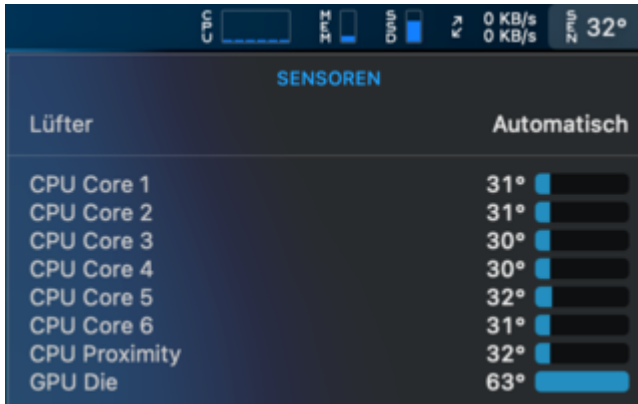 CPU MEM SSD 0 KB/s SEN 32°
0 KB/s
SENSOREN
Lüfter Automatisch
CPU Core 1 31°
CPU Core 2 31°
CPU Core 3 30°
CPU Core 4 30°
CPU Core 5 32°
CPU Core 6 31°
CPU Proximity 32°
GPU Die 63°